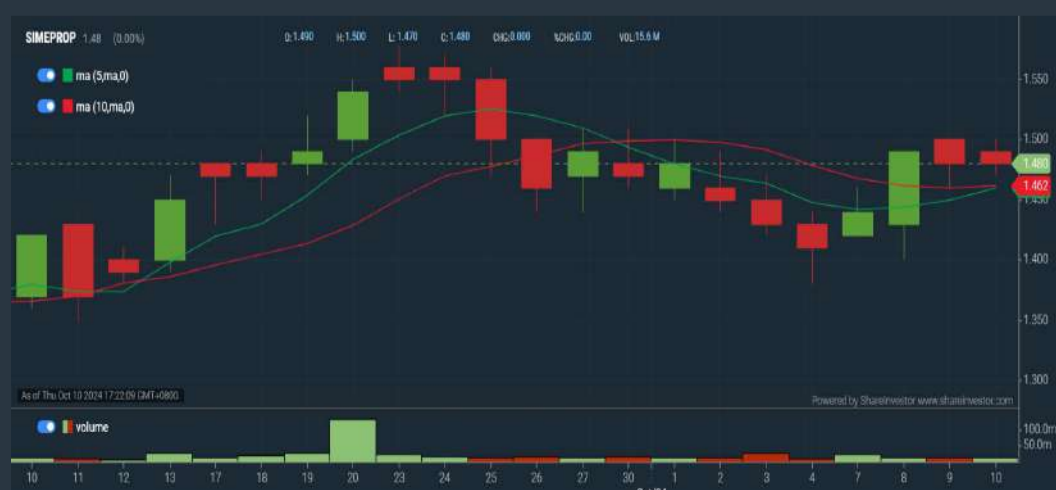 SIMEPROP 1.48 (0.00%) O:1.490 H:1.500 L:1.470 C:1.480 CHG:0.000 %CHG:0.00 VOL:15.6 M
ma (5,ma,0)
ma (10,ma,0)
1.550
1.500
1.480
1.462
1.450
1.400
1.350
1.300
As of Thu Oct 10 2024 17:22:09 GMT+0800
Powered by ShareInvestor www.shareinvestor.com
volume
100.0m
50.0m
10 11 12 13 17 18 19 20 23 24 25 26 27 30 1 2 3 4 7 8 9 10